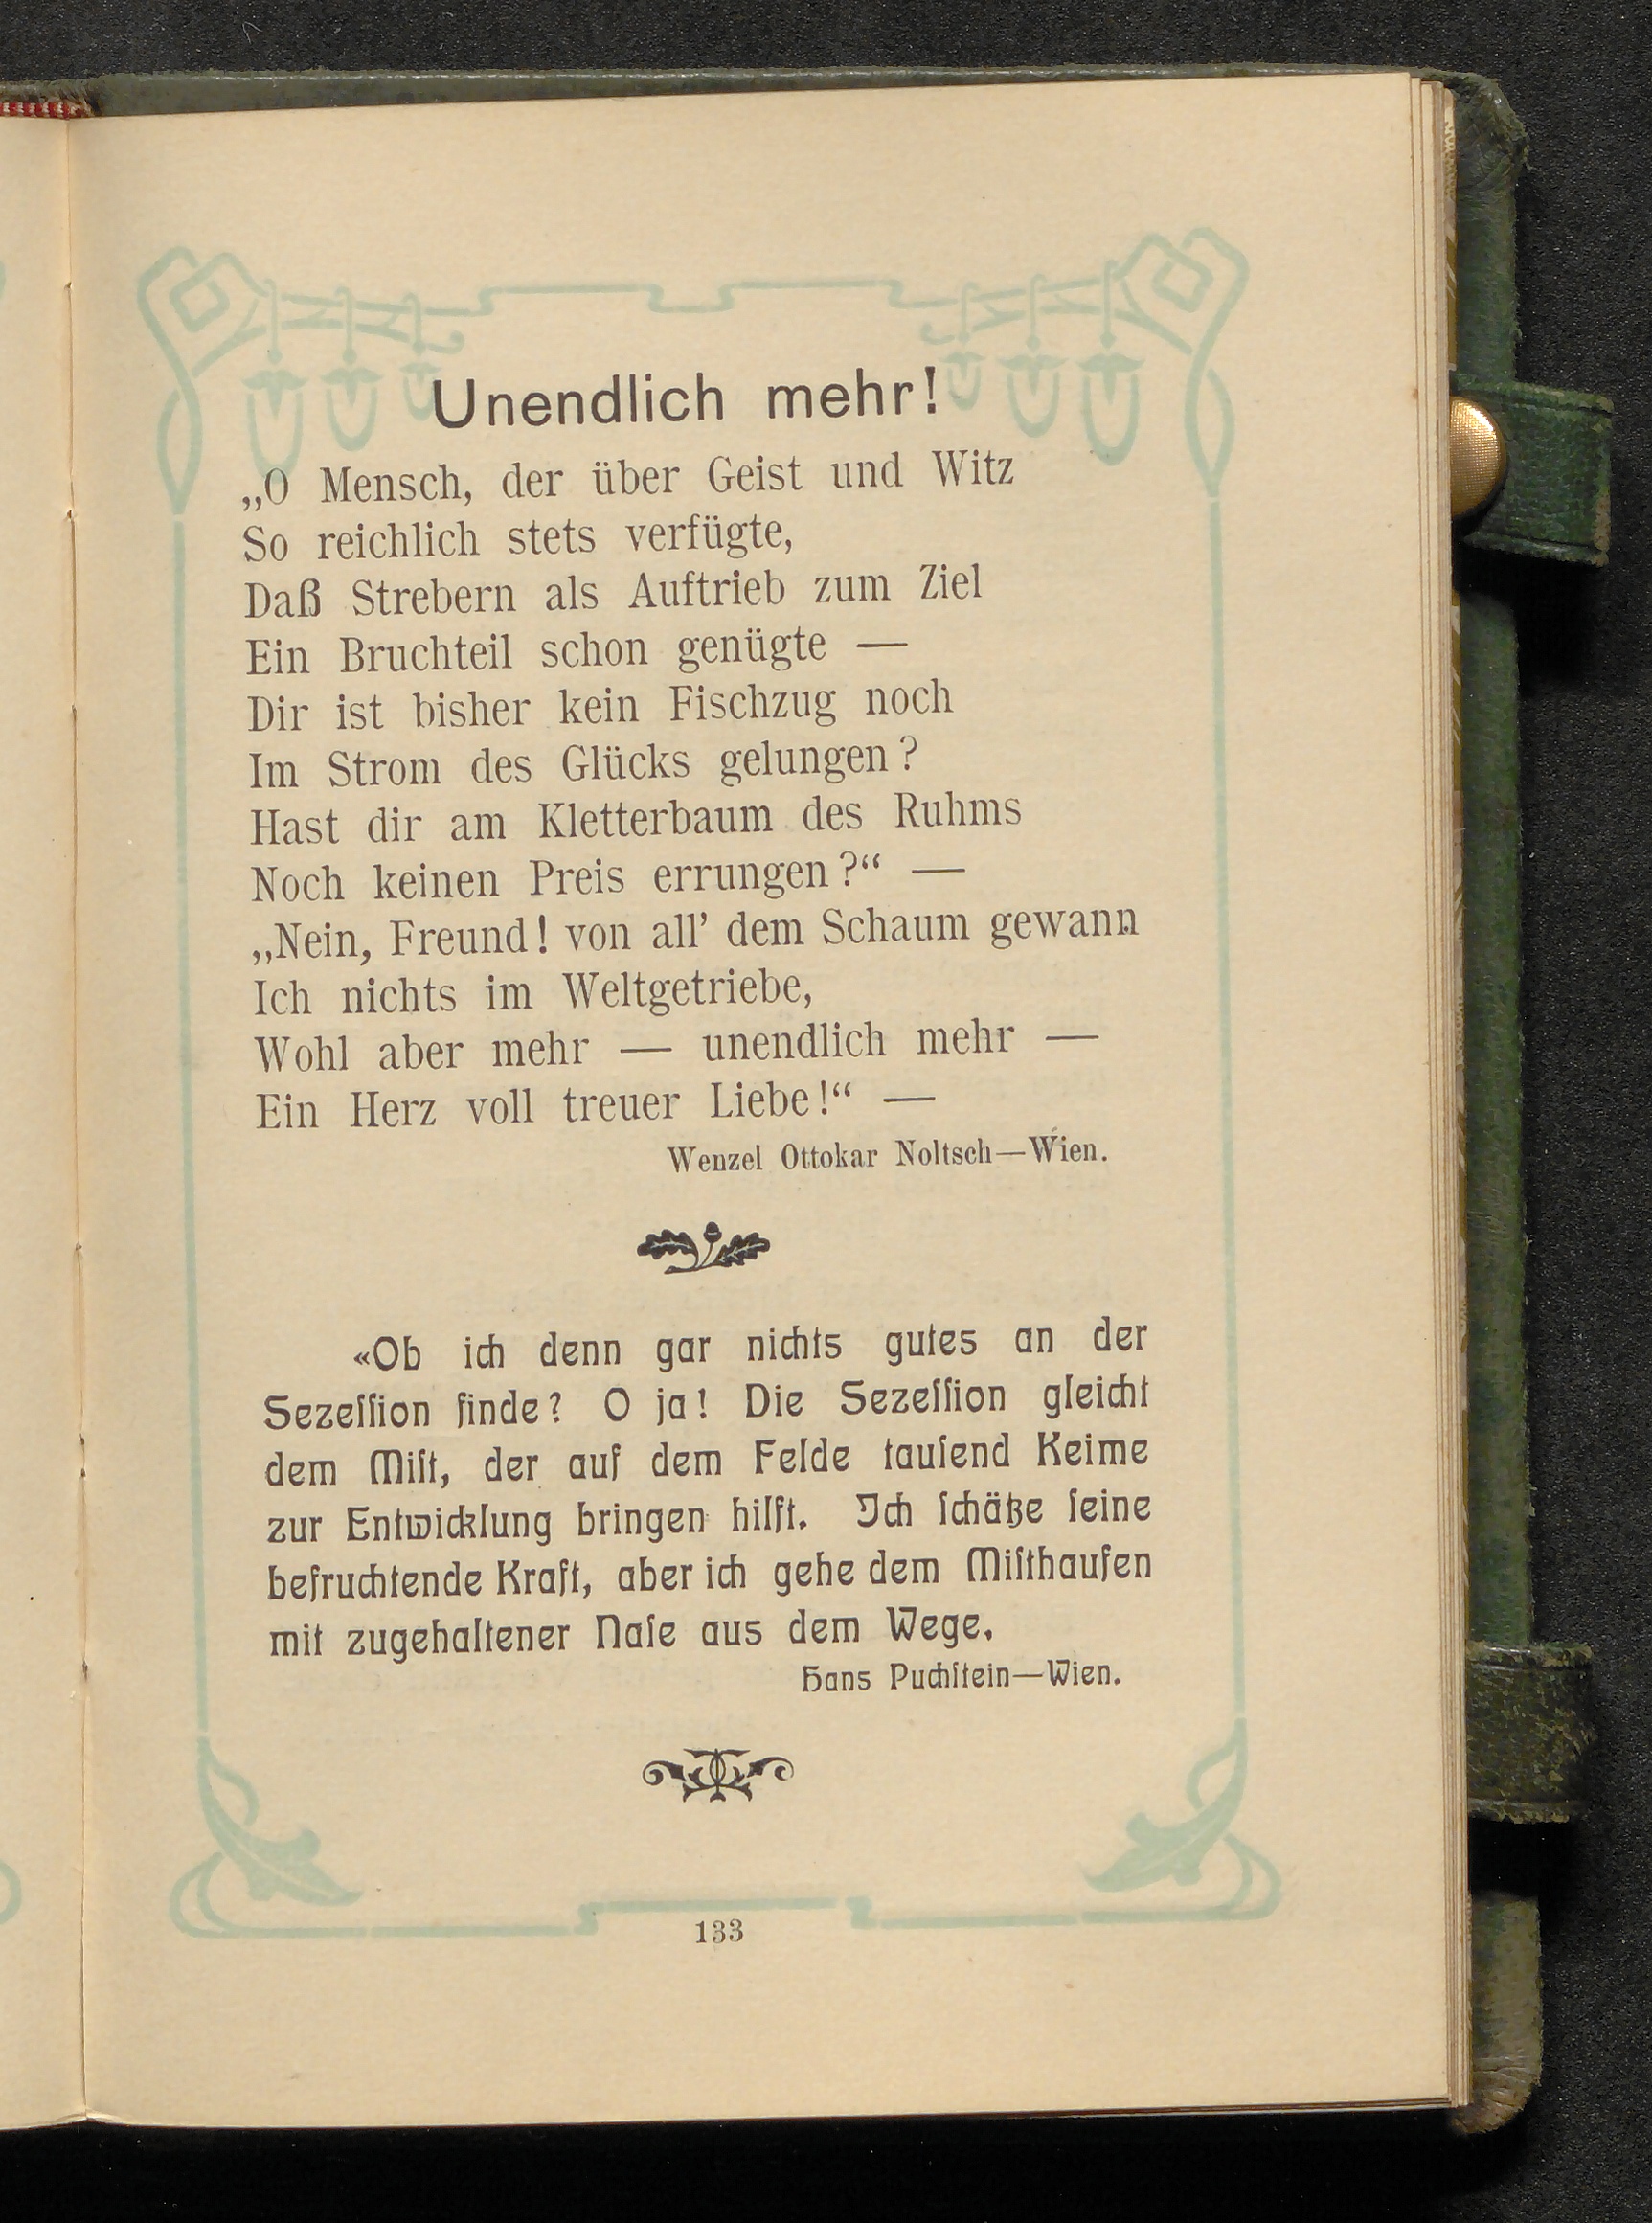 Unendlich mehr!
„O Mensch, der über Geist und Witz
So reichlich stets verfügte,
Daß Strebern als Auftrieb zum Ziel
Ein Bruchteil schon genügte —
Dir ist bisher kein Fischzug noch
Im Strom des Glücks gelungen?
Hast dir am Kletterbaum des Ruhms
Noch keinen Preis errungen?“ —
„Nein, Freund! von all’ dem Schaum gewann
Ich nichts im Weltgetriebe,
Wohl aber mehr — unendlich mehr —
Ein Herz voll treuer Liebe!“ —
Wenzel Ottokar Noltsch—Wien.
«Ob ich denn gar nichts gutes an der
Sezeſſion finde? O ja! Die Sezeſſion gleicht
dem Miſt, der auf dem Felde tauſend Keime
zur Entwicklung bringen hilft. Ich ſchätze ſeine
befruchtende Kraft, aber ich gehe dem Miſthaufen
mit zugehaltener Naſe aus dem Wege.
Hans Puchſtein—Wien.
133